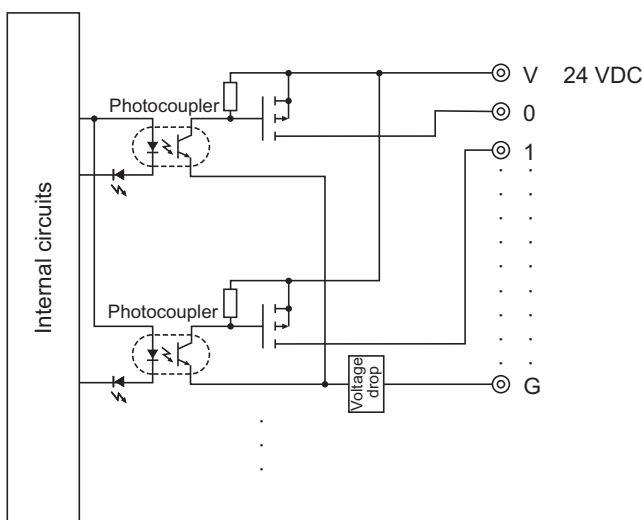 V 24 VDC
Photocoupler
0
1
Internal circuits
Photocoupler
Voltage
drop
G